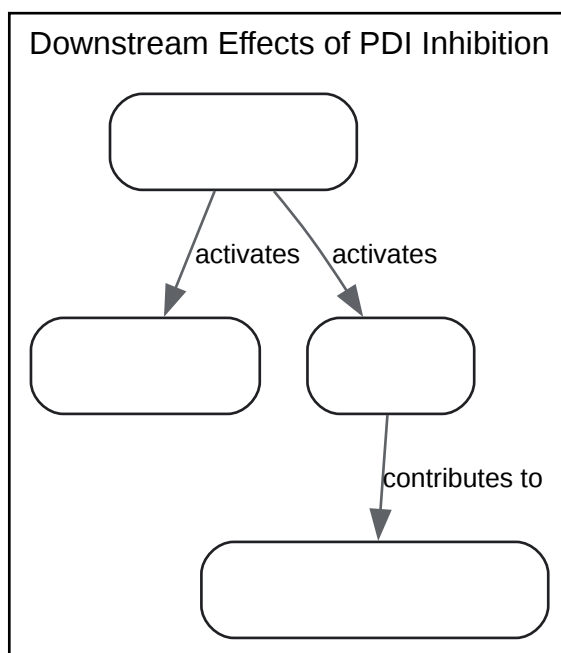 Downstream Effects of PDI Inhibition
activates activates
contributes to